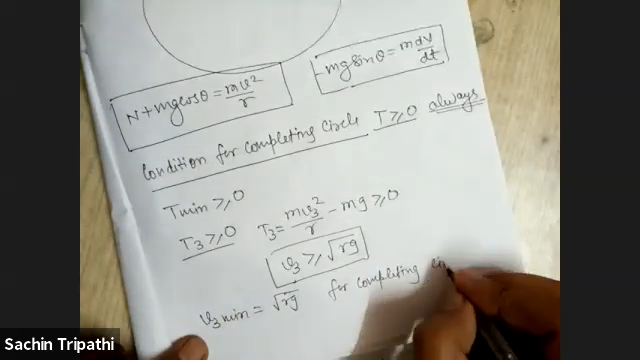 N + mg cosθ = mv²/r
-mg sinθ = m dv/dt
Condition for completing Circle T ≥ 0 always
Tmin ≥ 0
T₃ ≥ 0 T₃ = mv₃²/r - mg ≥ 0
v₃ ≥ √rg
v₃ min = √rg for completing cir
Sachin Tripathi